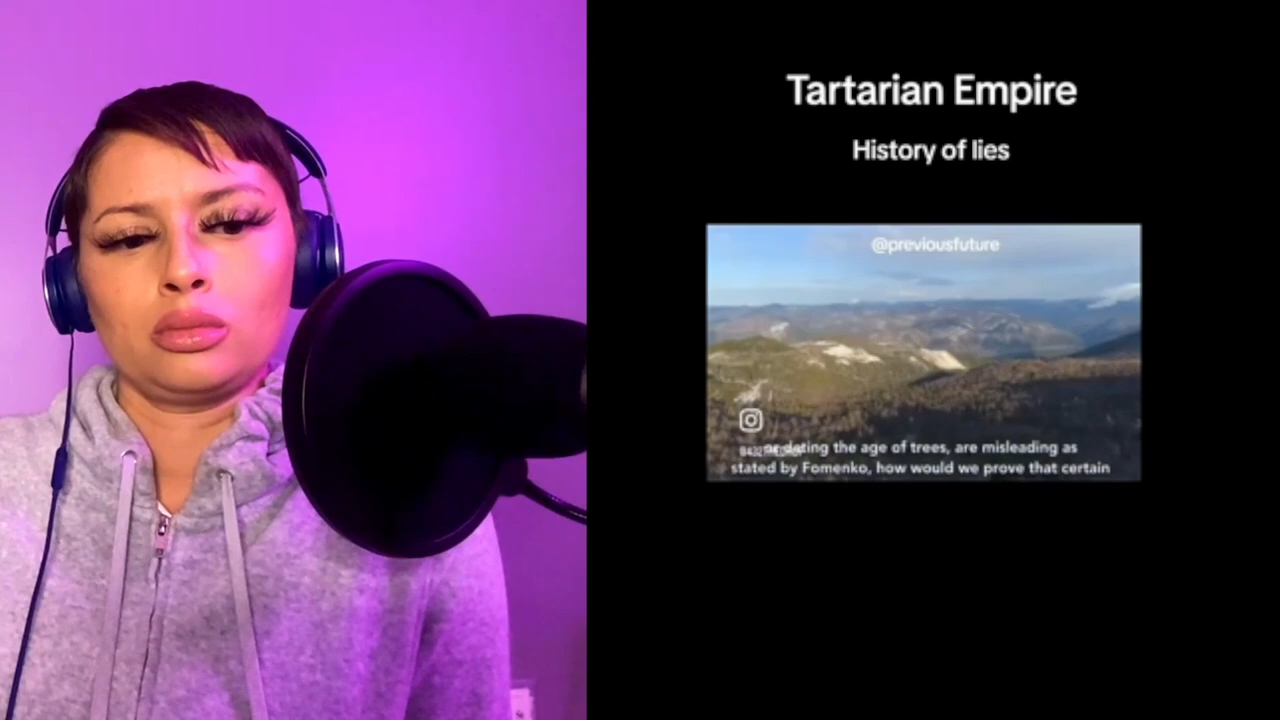 Tartarian Empire
History of lies
@previousfuture
dating the age of trees, are misleading as
stated by Fomenko, how would we prove that certain